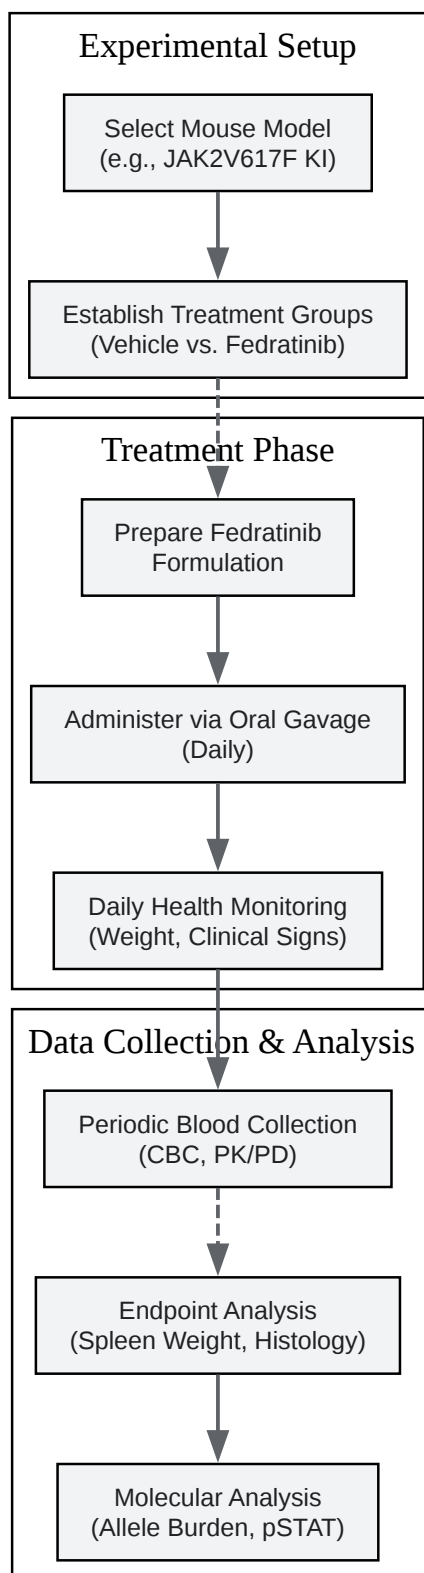 Experimental Setup
Select Mouse Model
(e.g., JAK2V617F KI)
Establish Treatment Groups
(Vehicle vs. Fedratinib)
Treatment Phase
Prepare Fedratinib
Formulation
Administer via Oral Gavage
(Daily)
Daily Health Monitoring
(Weight, Clinical Signs)
Data Collection & Analysis
Periodic Blood Collection
(CBC, PK/PD)
Endpoint Analysis
(Spleen Weight, Histology)
Molecular Analysis
(Allele Burden, pSTAT)